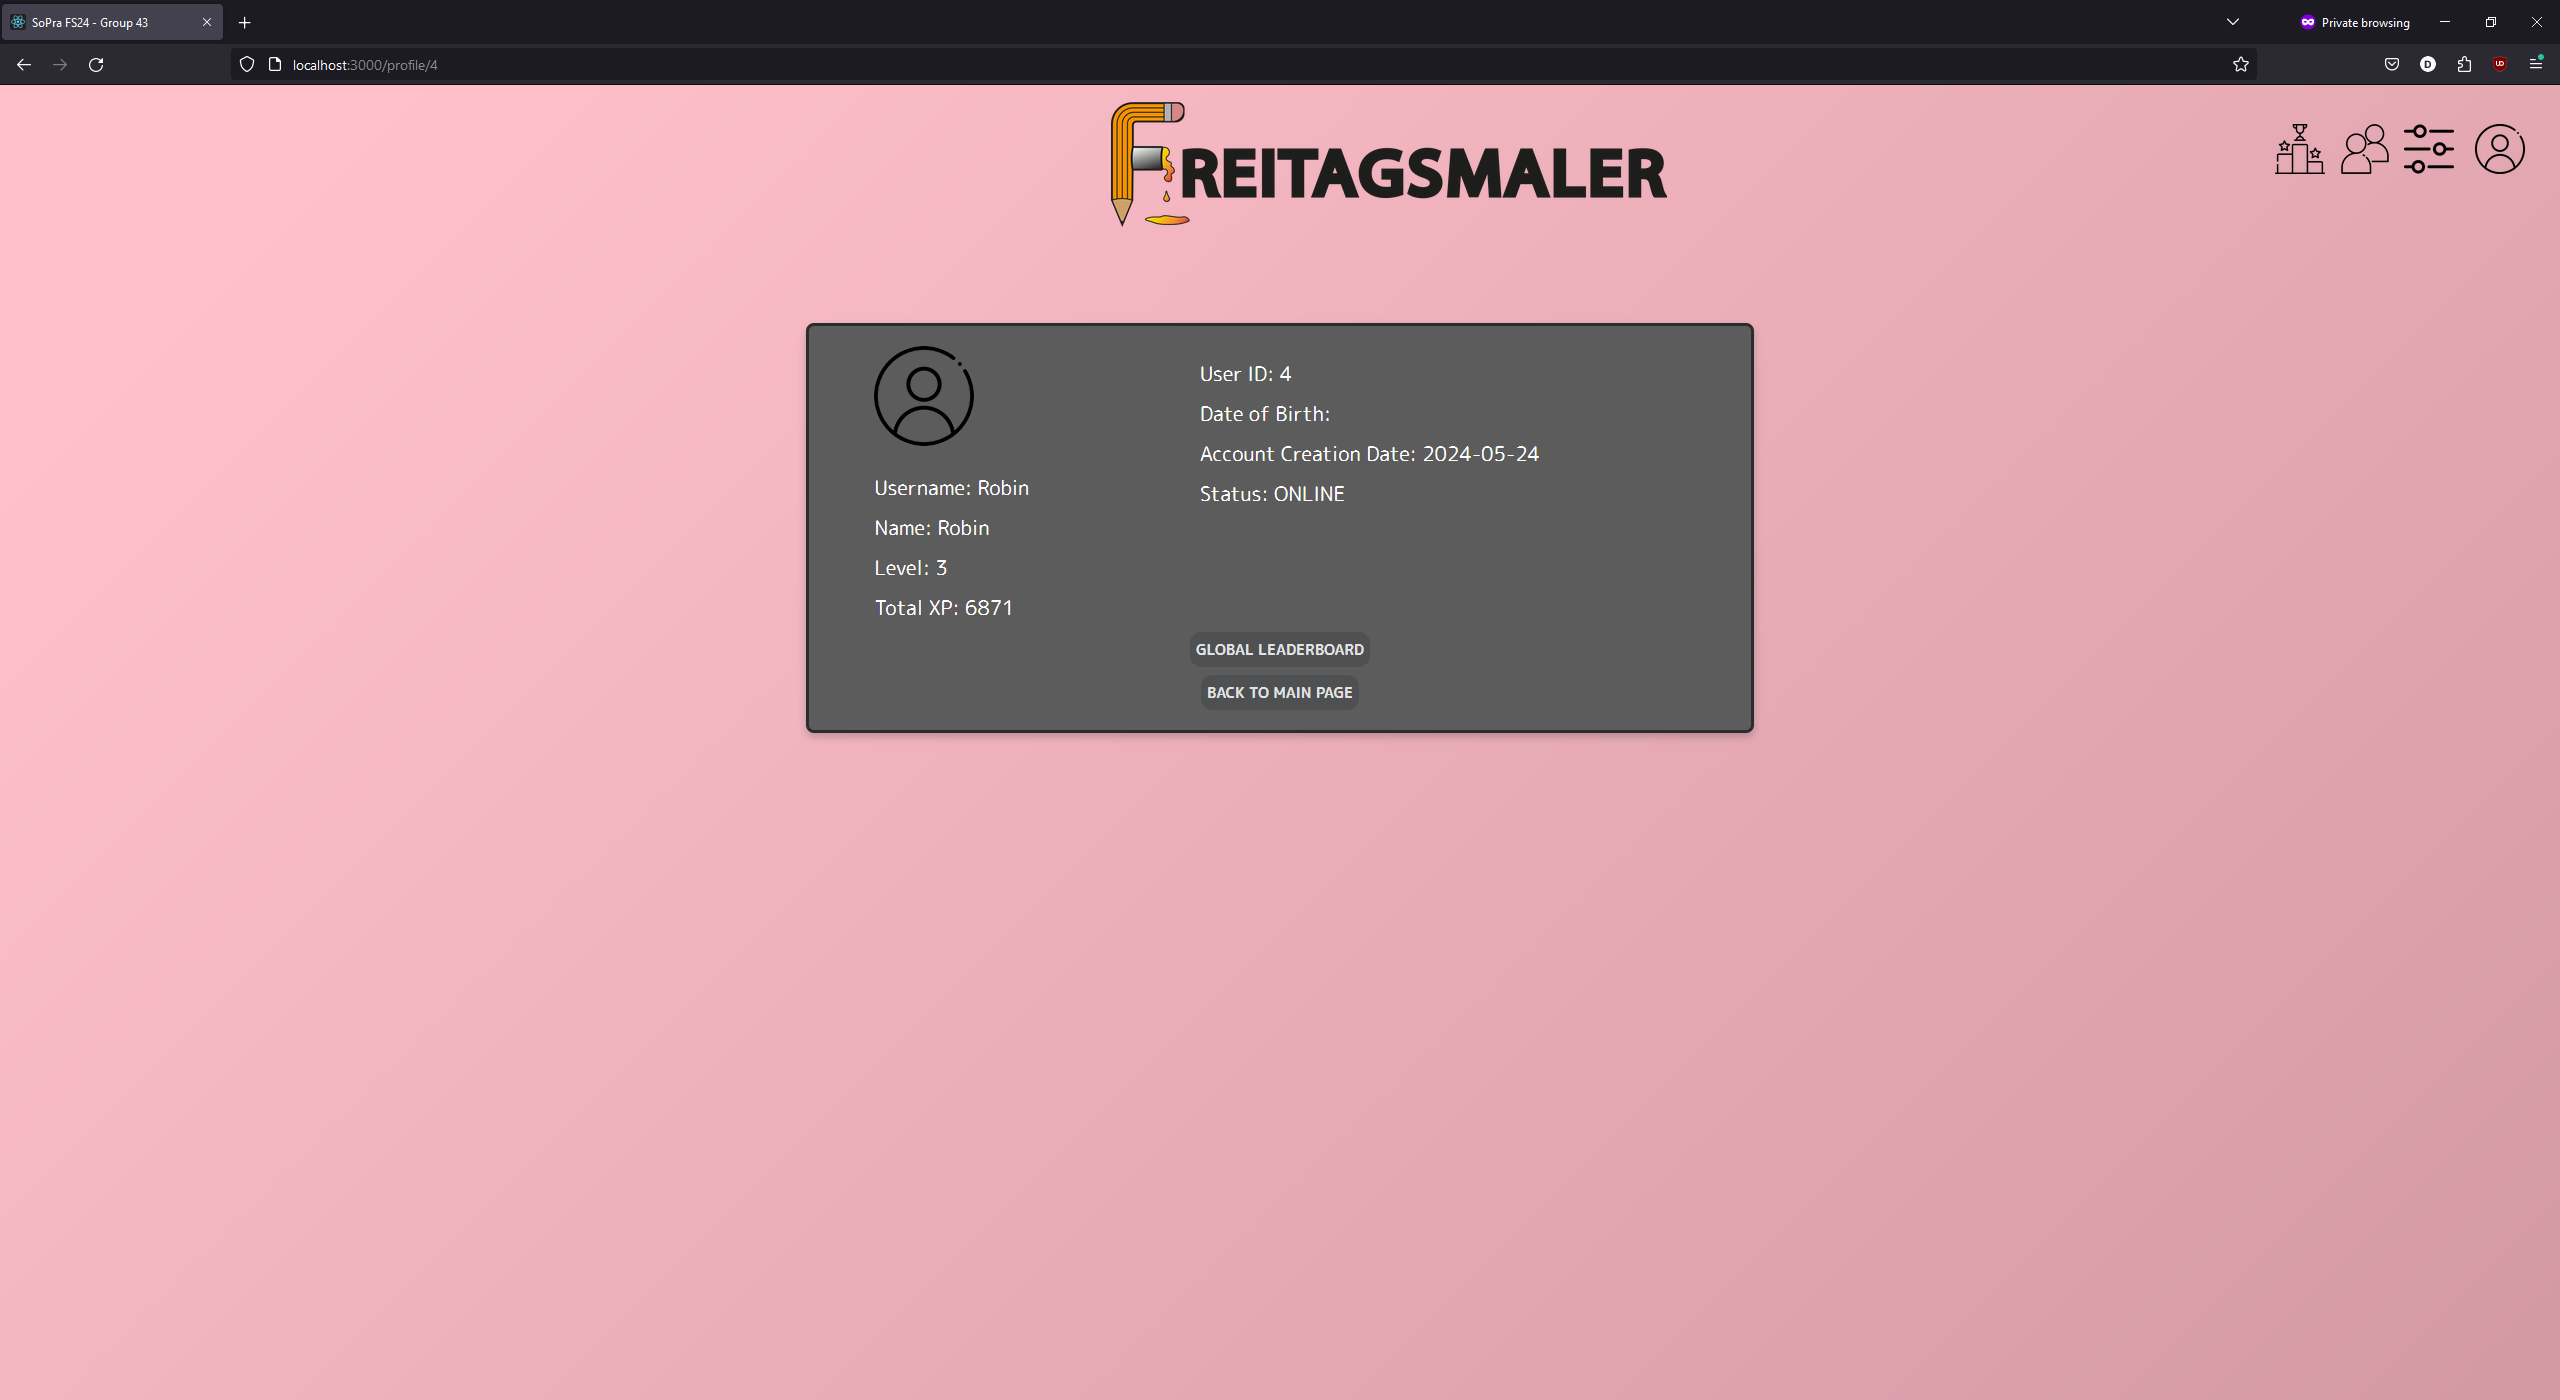 SoPra FS24 - Group 43
Private browsing
localhost:3000/profile/4
D
UD
FREITAGSMALER
User ID: 4
Date of Birth:
Account Creation Date: 2024-05-24
Status: ONLINE
Username: Robin
Name: Robin
Level: 3
Total XP: 6871
GLOBAL LEADERBOARD
BACK TO MAIN PAGE